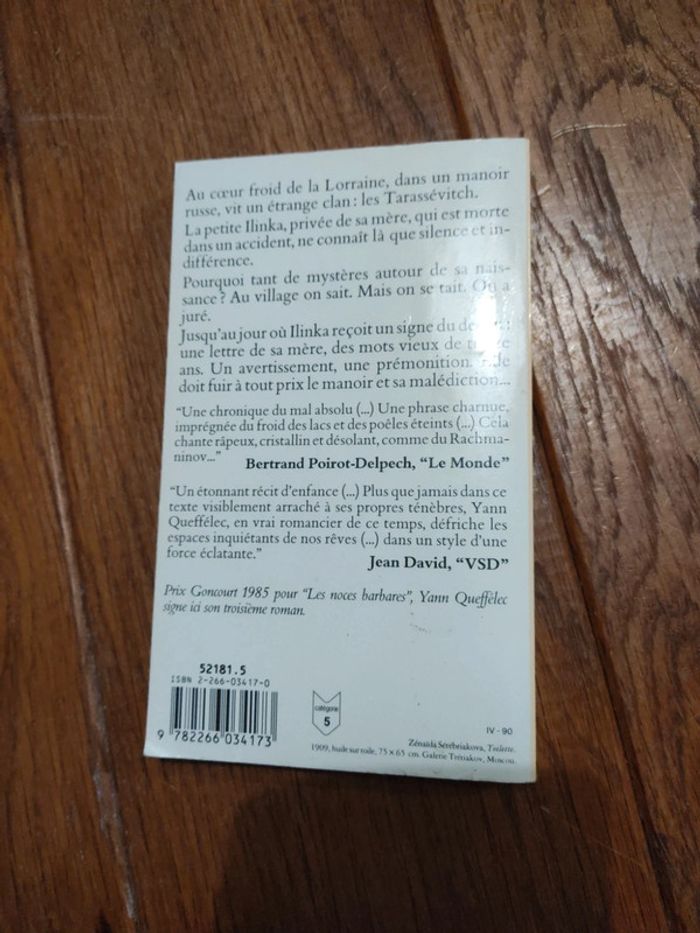 Au cœur froid de la Lorraine, dans un manoir
russe, vit un étrange clan : les Tarassévitch.
La petite Ilinka, privée de sa mère, qui est morte
dans un accident, ne connaît là que silence et in-
différence.
Pourquoi tant de mystères autour de sa nais-
sance ? Au village on sait. Mais on se tait. On a
juré.
Jusqu'au jour où Ilinka reçoit un signe du
une lettre de sa mère, des mots vieux de
ans. Un avertissement, une prémonition.
doit fuir à tout prix le manoir et sa malédiction...
"Une chronique du mal absolu (...) Une phrase charnue,
imprégnée du froid des lacs et des poêles éteints (...) Cela
chante râpeux, cristallin et désolant, comme du Rachma-
ninov..."
Bertrand Poirot-Delpech, "Le Monde"
"Un étonnant récit d'enfance (...) Plus que jamais dans ce
texte visiblement arraché à ses propres ténèbres, Yann
Queffélec, en vrai romancier de ce temps, défriche les
espaces inquiétants de nos rêves (...) dans un style d'une
force éclatante."
Jean David, "VSD"
Prix Goncourt 1985 pour "Les noces barbares", Yann Queffélec
signe ici son troisième roman.
52181.5
ISBN 2-266-03417-0
catégorie
5
9 782266 034173
IV - 90
Zénaïda Serebriakova, Toilette.
1909, huile sur toile, 75 × 65 cm. Galerie Trétiakov, Moscou.